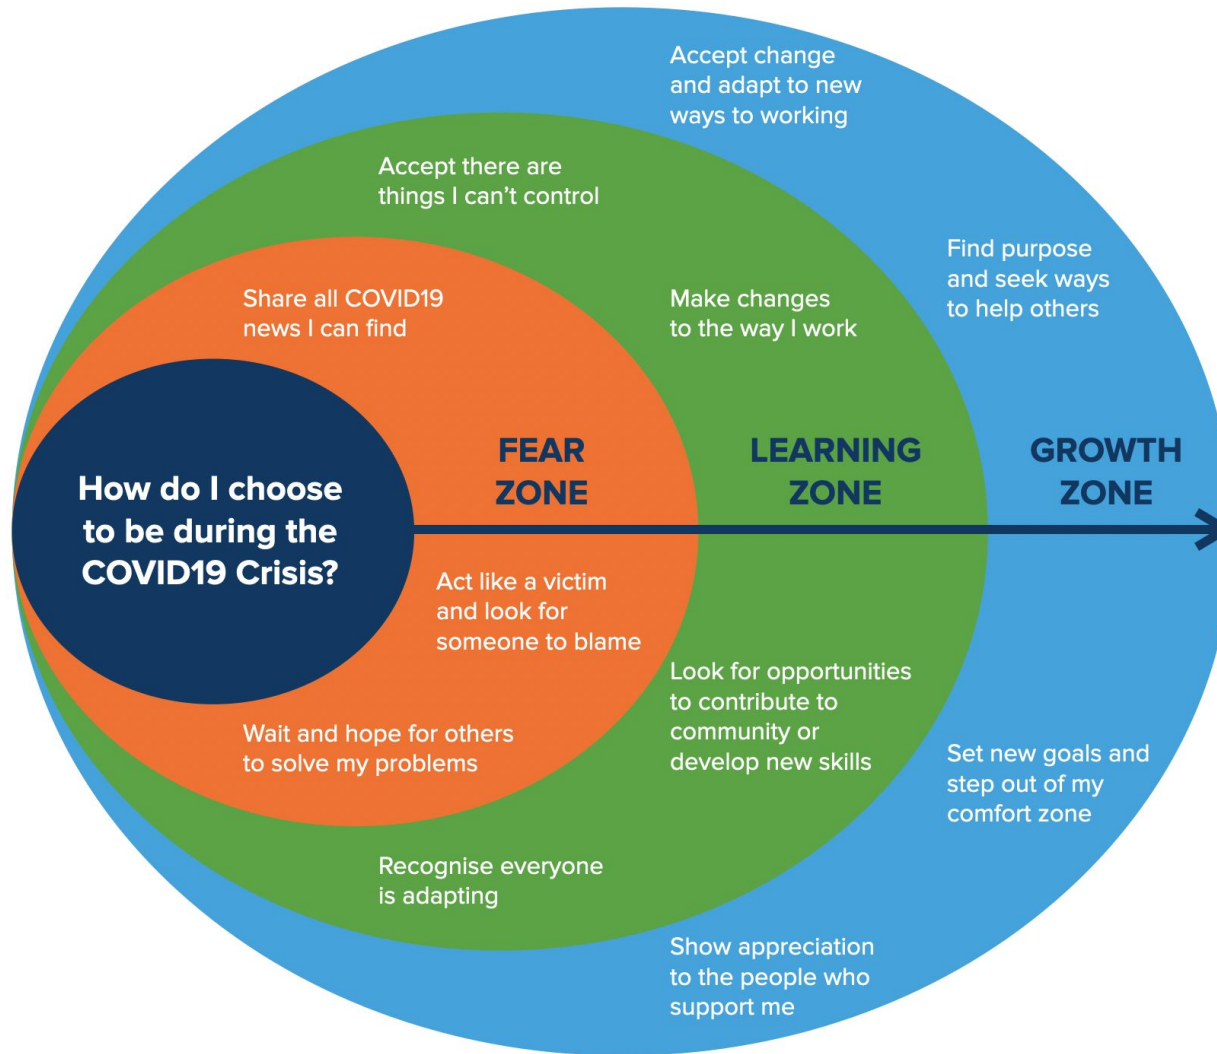 Accept change
and adapt to new
ways to working
Accept there are
things I can’t control
Find purpose
and seek ways
to help others
Share all COVID19
news I can find
Make changes
to the way I work
FEAR
ZONE
LEARNING
ZONE
GROWTH
ZONE
How do I choose
to be during the
COVID19 Crisis?
Act like a victim
and look for
someone to blame
Look for opportunities
to contribute to
community or
develop new skills
Wait and hope for others
to solve my problems
Set new goals and
step out of my
comfort zone
Recognise everyone
is adapting
Show appreciation
to the people who
support me